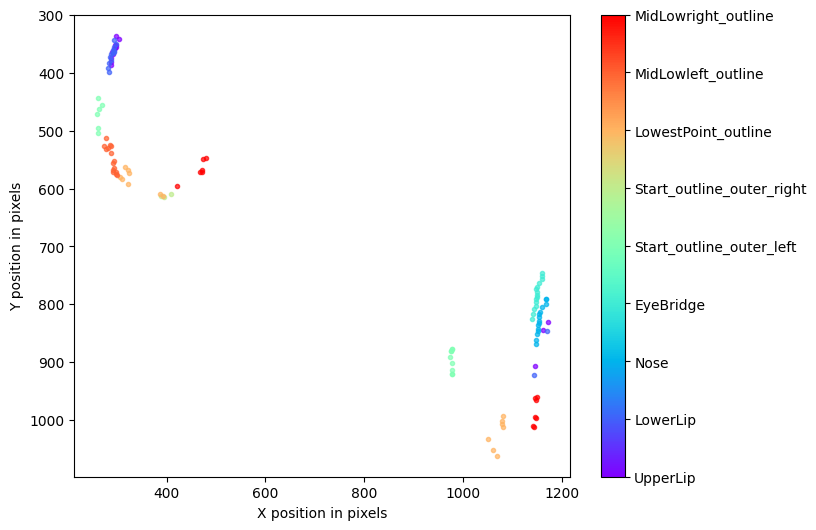 300
400
500
600
700
800
900
1000
Y position in pixels
400
600
800
1000
1200
X position in pixels
MidLowright_outline
MidLowleft_outline
LowestPoint_outline
Start_outline_outer_right
Start_outline_outer_left
EyeBridge
Nose
LowerLip
UpperLip